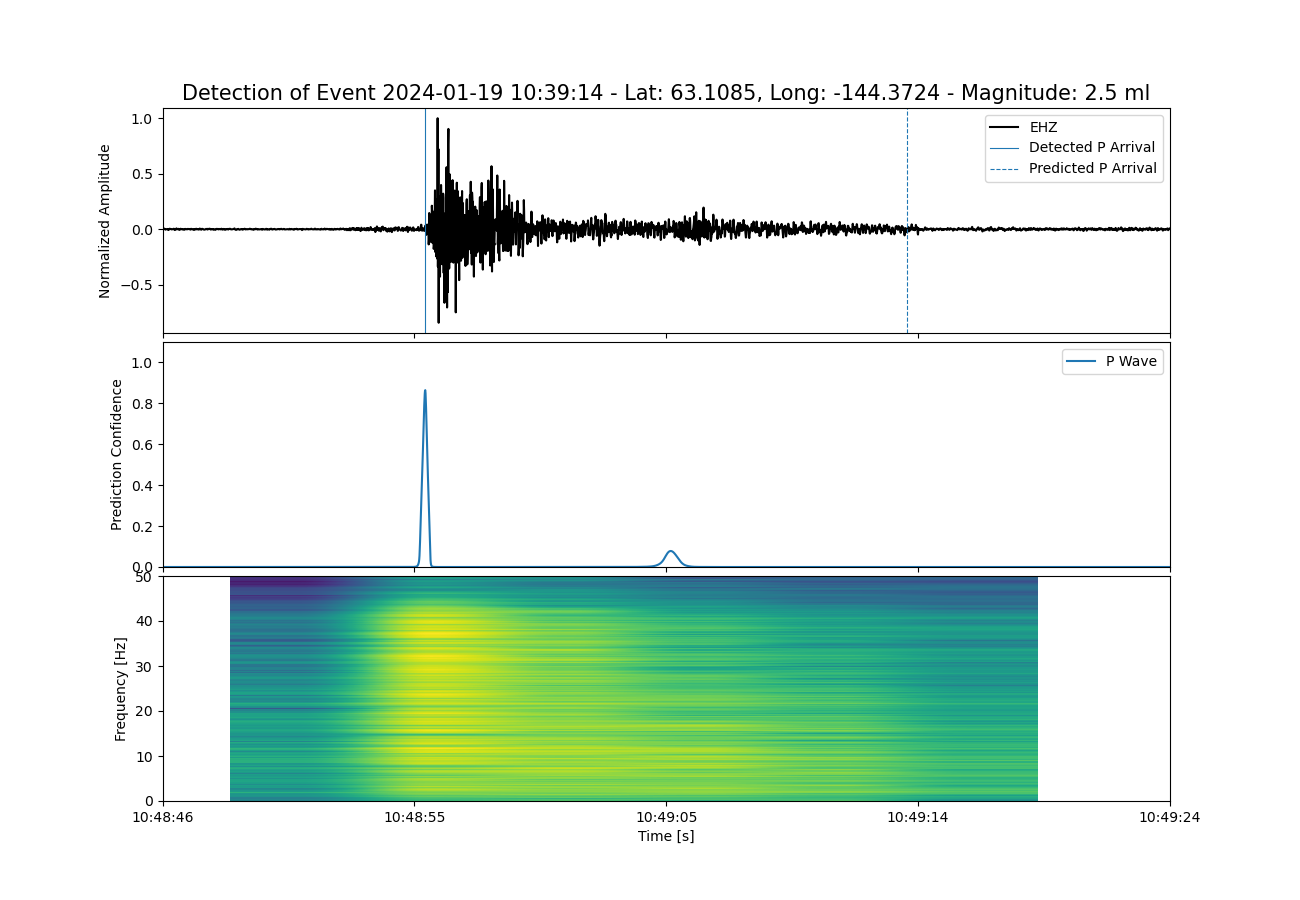 Detection of Event 2024-01-19 10:39:14 - Lat: 63.1085, Long: -144.3724 - Magnitude: 2.5 ml
1.0
0.5
0.0
−0.5
Normalized Amplitude
EHZ
Detected P Arrival
Predicted P Arrival
1.0
0.8
0.6
0.4
0.2
0.0
Prediction Confidence
P Wave
50
40
30
20
10
0
Frequency [Hz]
10:48:46
10:48:55
10:49:05
10:49:14
10:49:24
Time [s]